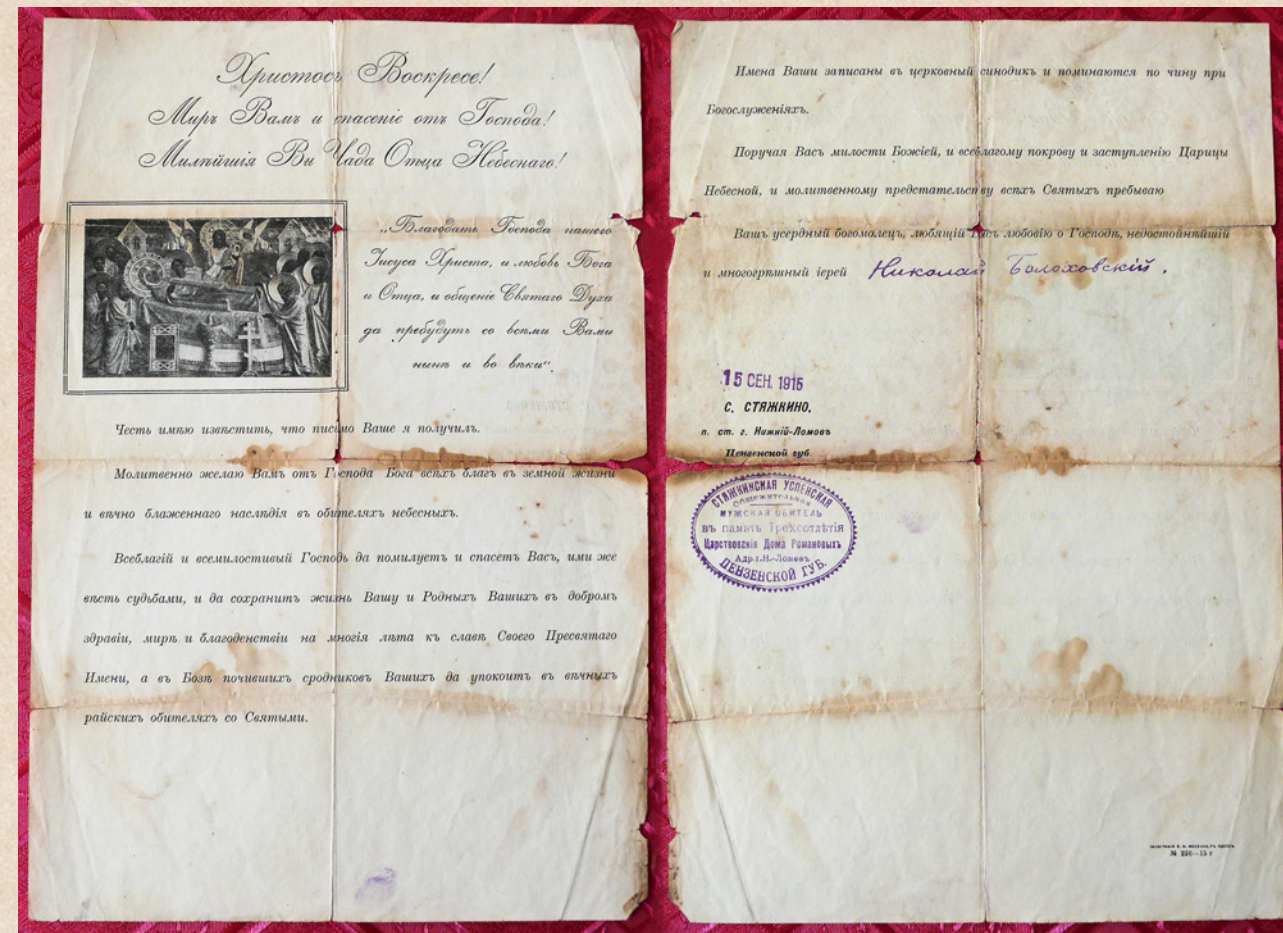 Христосъ Воскресе!
Миръ Вамъ и спасеніе отъ Господа!
Милѣйшія Ви Чада Отца Небеснаго!
„Благодать Господа нашего
Іисуса Христа, и любовь Бога
и Отца, и общеніе Святаго Духа
да пребудутъ со всѣми Вами
нынѣ и во вѣки“.
Честь имѣю извѣстить, что письмо Ваше я получилъ.
Молитвенно желаю Вамъ отъ Господа Бога всѣхъ благъ въ земной жизни
и вѣчно блаженнаго наслѣдія въ обителяхъ небесныхъ.
Всеблагій и всемилостивый Господь да помилуетъ и спасетъ Васъ, ими же
вѣсть судьбами, и да сохранитъ жизнь Вашу и Родныхъ Вашихъ въ добромъ
здравіи, мирѣ и благоденствіи на многія лѣта къ славѣ Своего Пресвятаго
Имени, а въ Бозѣ почившихъ сродниковъ Вашихъ да упокоитъ въ вѣчныхъ
райскихъ обителяхъ со Святыми.
Имена Ваши записаны въ церковный синодикъ и поминаются по чину при
Богослуженіяхъ.
Поручая Васъ милости Божіей, и всеблагому покрову и заступленію Царицы
Небесной, и молитвенному предстательству всѣхъ Святыхъ пребываю
Вашъ усердный богомолецъ, любящій Васъ любовію о Господѣ, недостойнѣйшій
и многогрѣшный іерей Николай Болоховскій.
15 СЕН. 1915
С. СТЯЖКИНО,
п. ст. г. Нижній-Ломовъ
Пензенской губ.
СТЯЖКИНСКАЯ УСПЕНСКАЯ
Общежительная
МУЖСКАЯ ОБИТЕЛЬ
въ память Трехсотлѣтія
Царствованія Дома Романовыхъ
Адр. г. Н.-Ломовъ
ПЕНЗЕНСКОЙ ГУБ.
№ 226—15 г